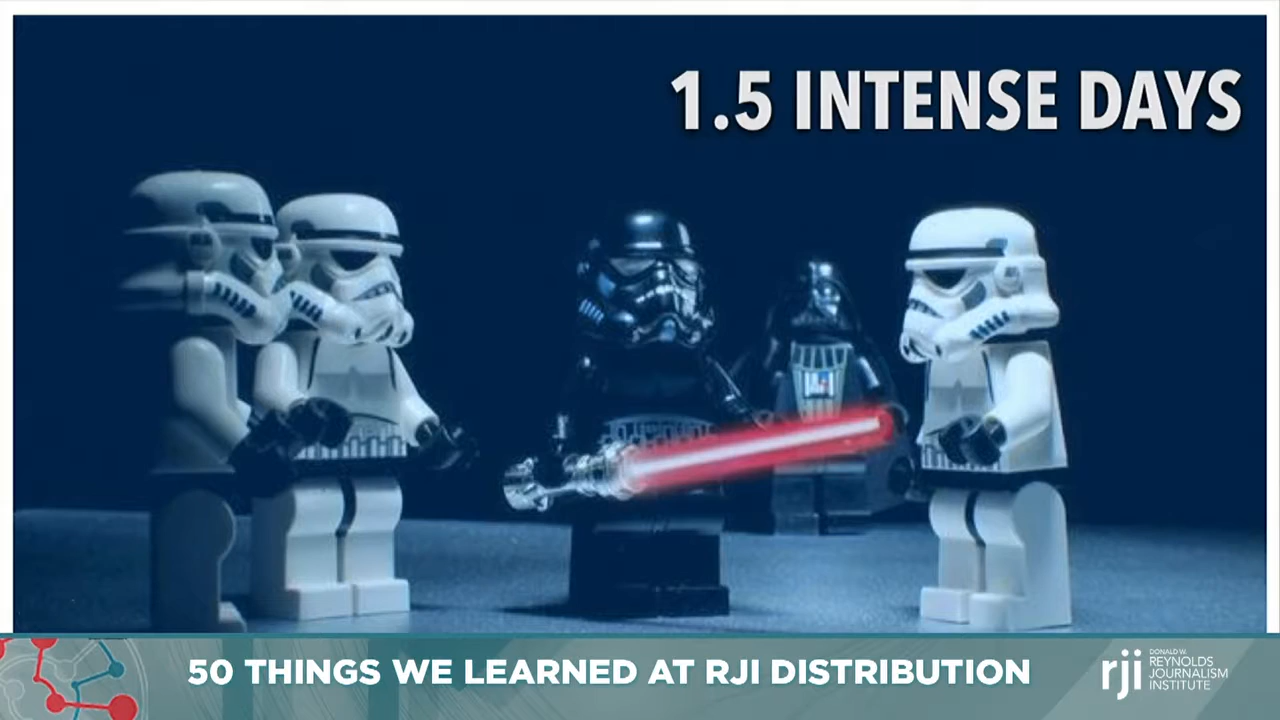 1.5 INTENSE DAYS
50 THINGS WE LEARNED AT RJI DISTRIBUTION
rji
DONALD W.
REYNOLDS
JOURNALISM
INSTITUTE